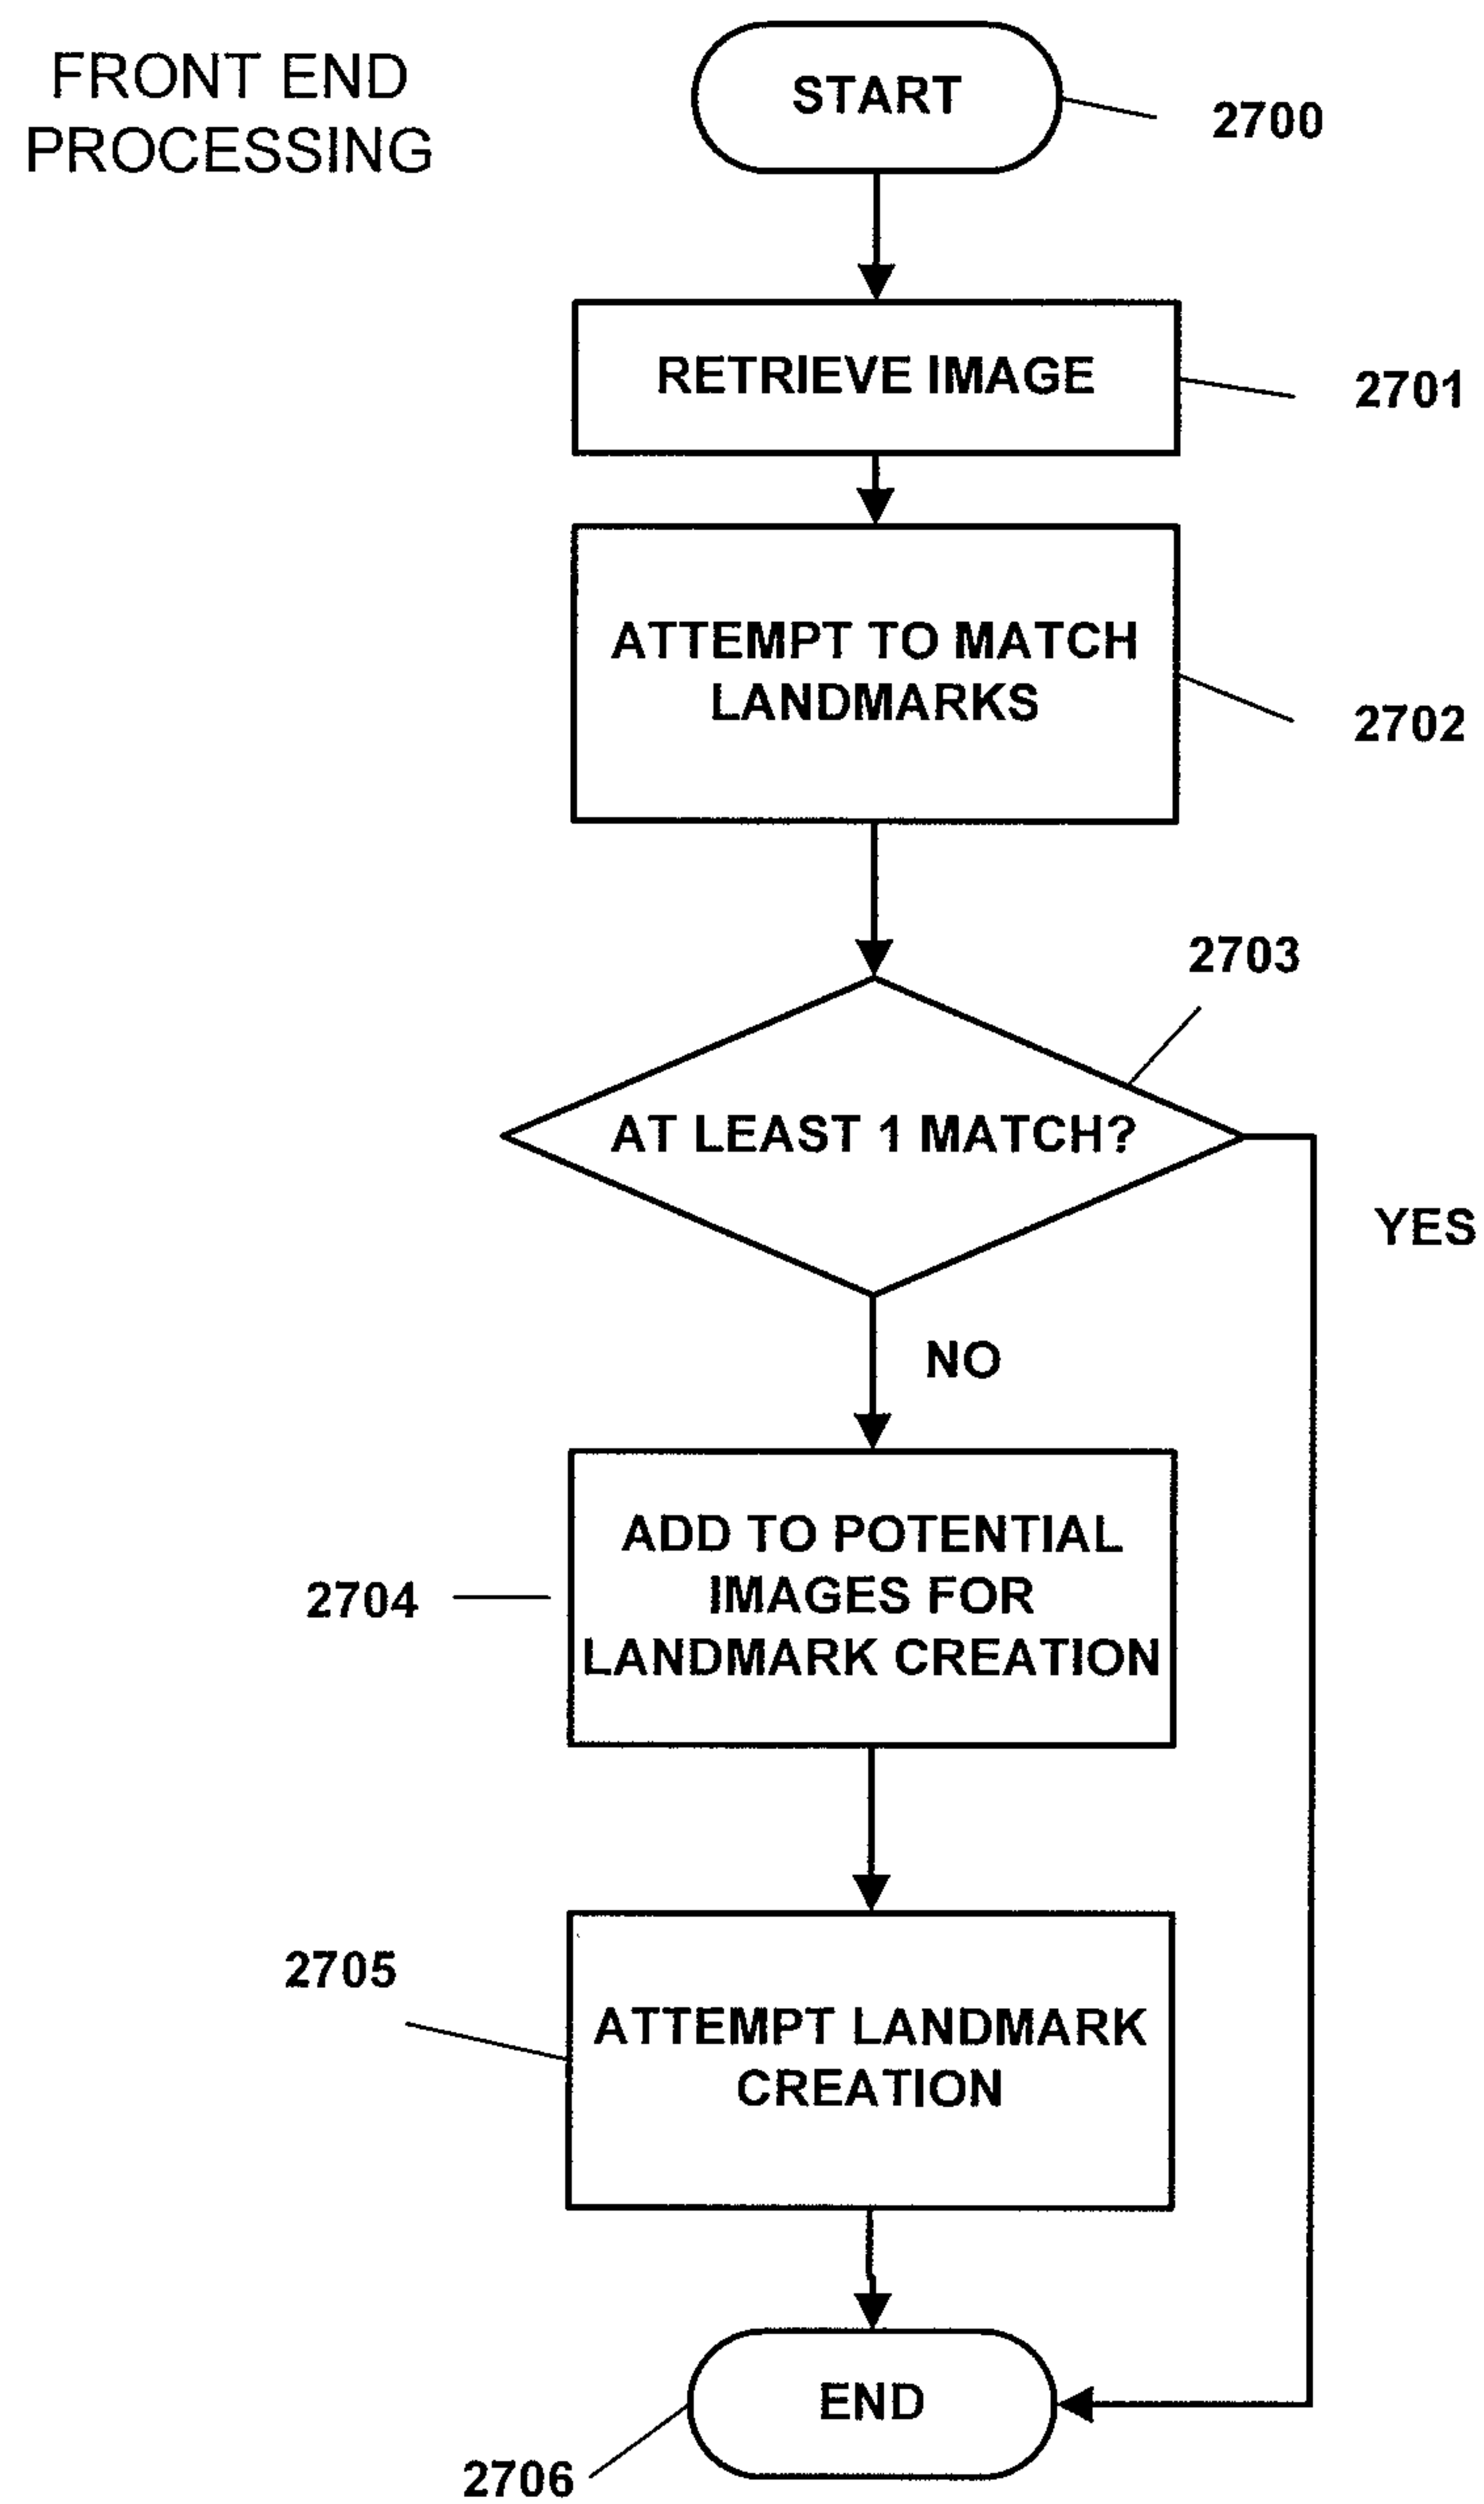 FRONT END
PROCESSING
START
2700
RETRIEVE IMAGE
2701
ATTEMPT TO MATCH
LANDMARKS
2702
2703
AT LEAST 1 MATCH?
YES
NO
ADD TO POTENTIAL
IMAGES FOR
LANDMARK CREATION
2704
2705
ATTEMPT LANDMARK
CREATION
END
2706